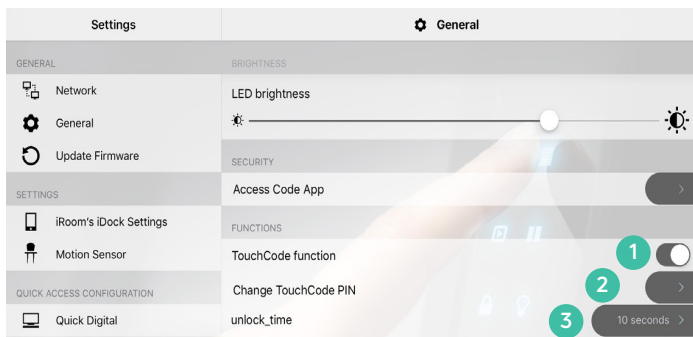 Settings
General
GENERAL
Network
General
Update Firmware
SETTINGS
iRoom's iDock Settings
Motion Sensor
QUICK ACCESS CONFIGURATION
Quick Digital
BRIGHTNESS
LED brightness
SECURITY
Access Code App
FUNCTIONS
TouchCode function
1
Change TouchCode PIN
2
unlock_time
3
10 seconds